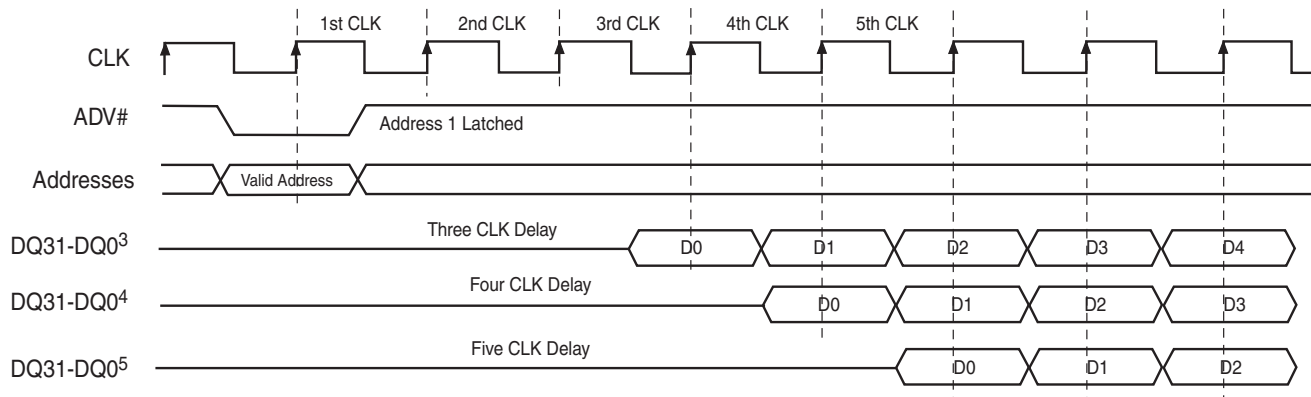 1st CLK 2nd CLK 3rd CLK 4th CLK 5th CLK
CLK
ADV# Address 1 Latched
Addresses Valid Address
DQ31-DQ0³ Three CLK Delay D0 D1 D2 D3 D4
DQ31-DQ0⁴ Four CLK Delay D0 D1 D2 D3
DQ31-DQ0⁵ Five CLK Delay D0 D1 D2